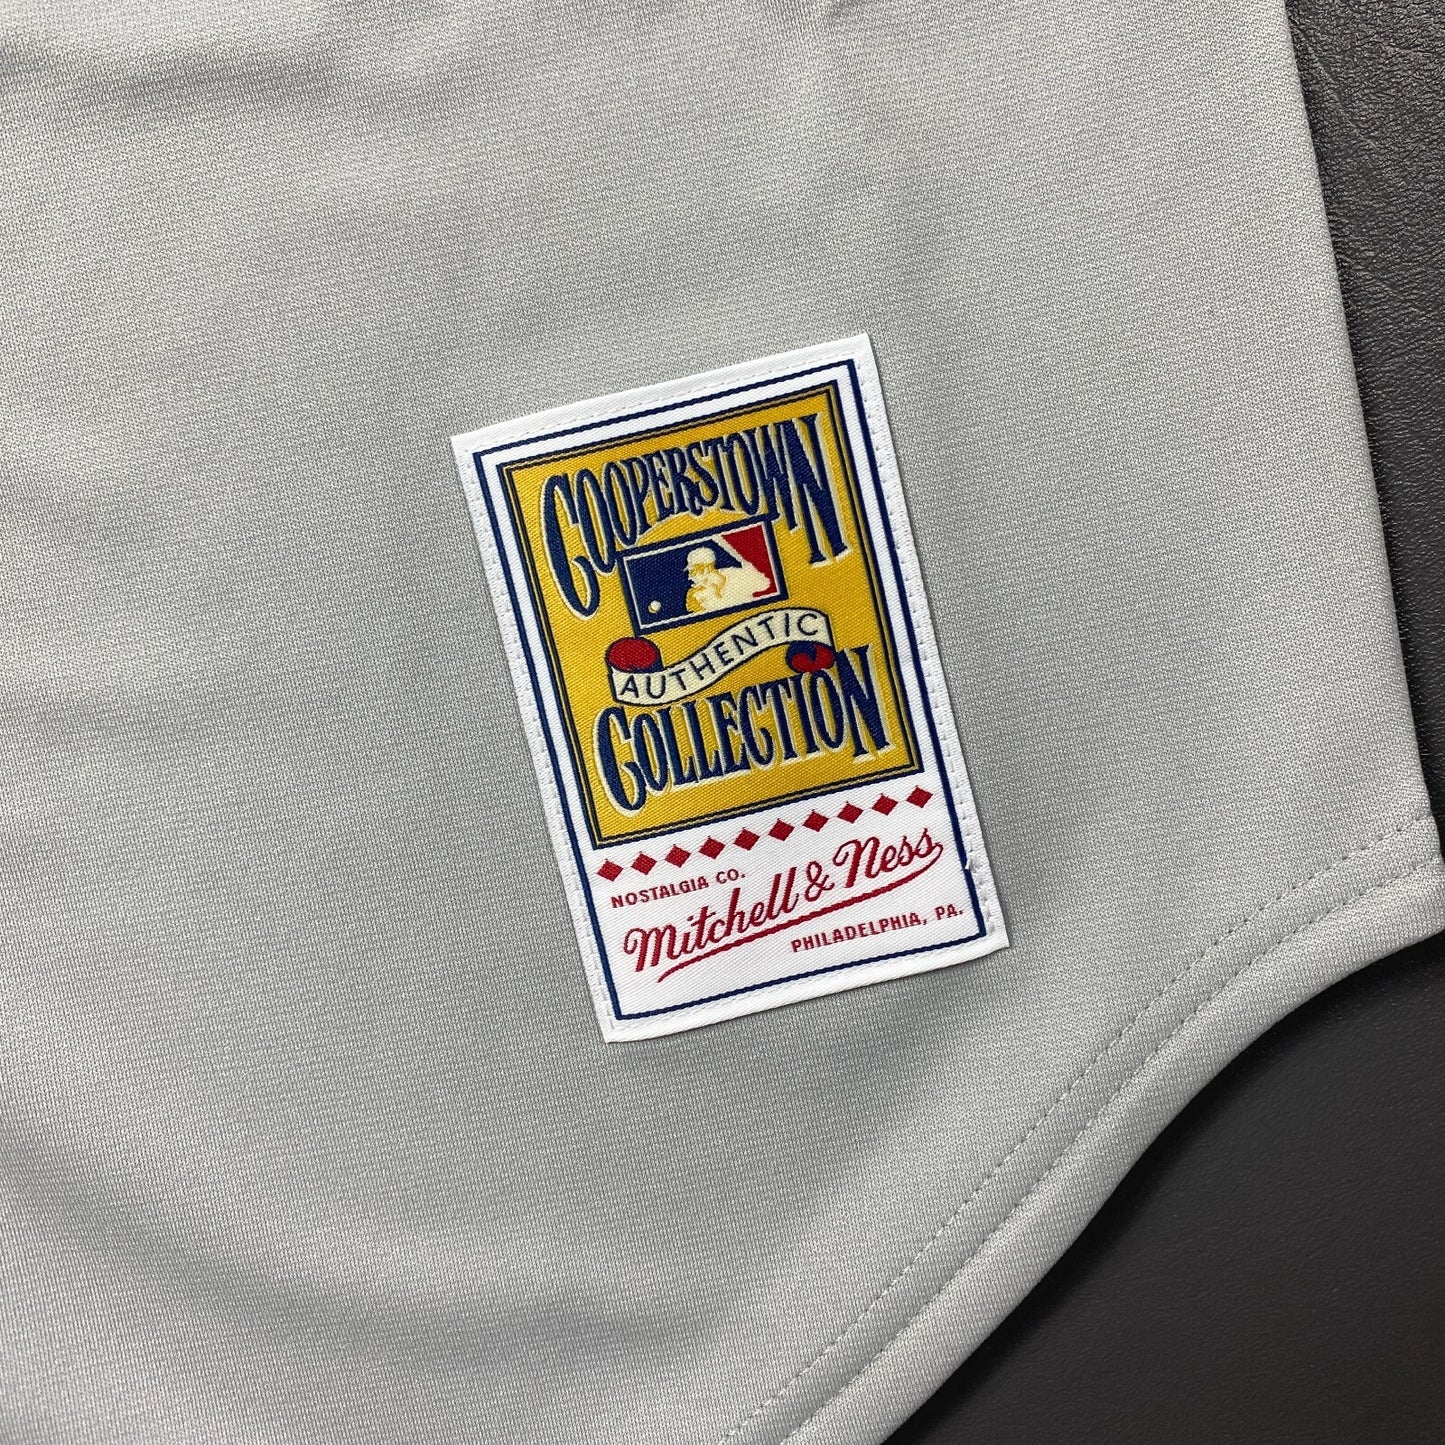 COOPERSTOWN
AUTHENTIC
COLLECTION
NOSTALGIA CO.
Mitchell & Ness
PHILADELPHIA, PA.